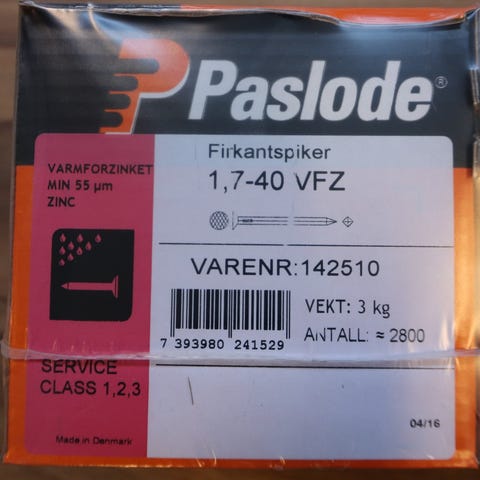 Paslode®
Firkantspiker
1,7-40 VFZ
VARMFORZINKET
MIN 55 µm
ZINC
VARENR:142510
VEKT: 3 kg
ANTALL: ≈ 2800
7 393980 241529
SERVICE
CLASS 1,2,3
04/16
Made in Denmark